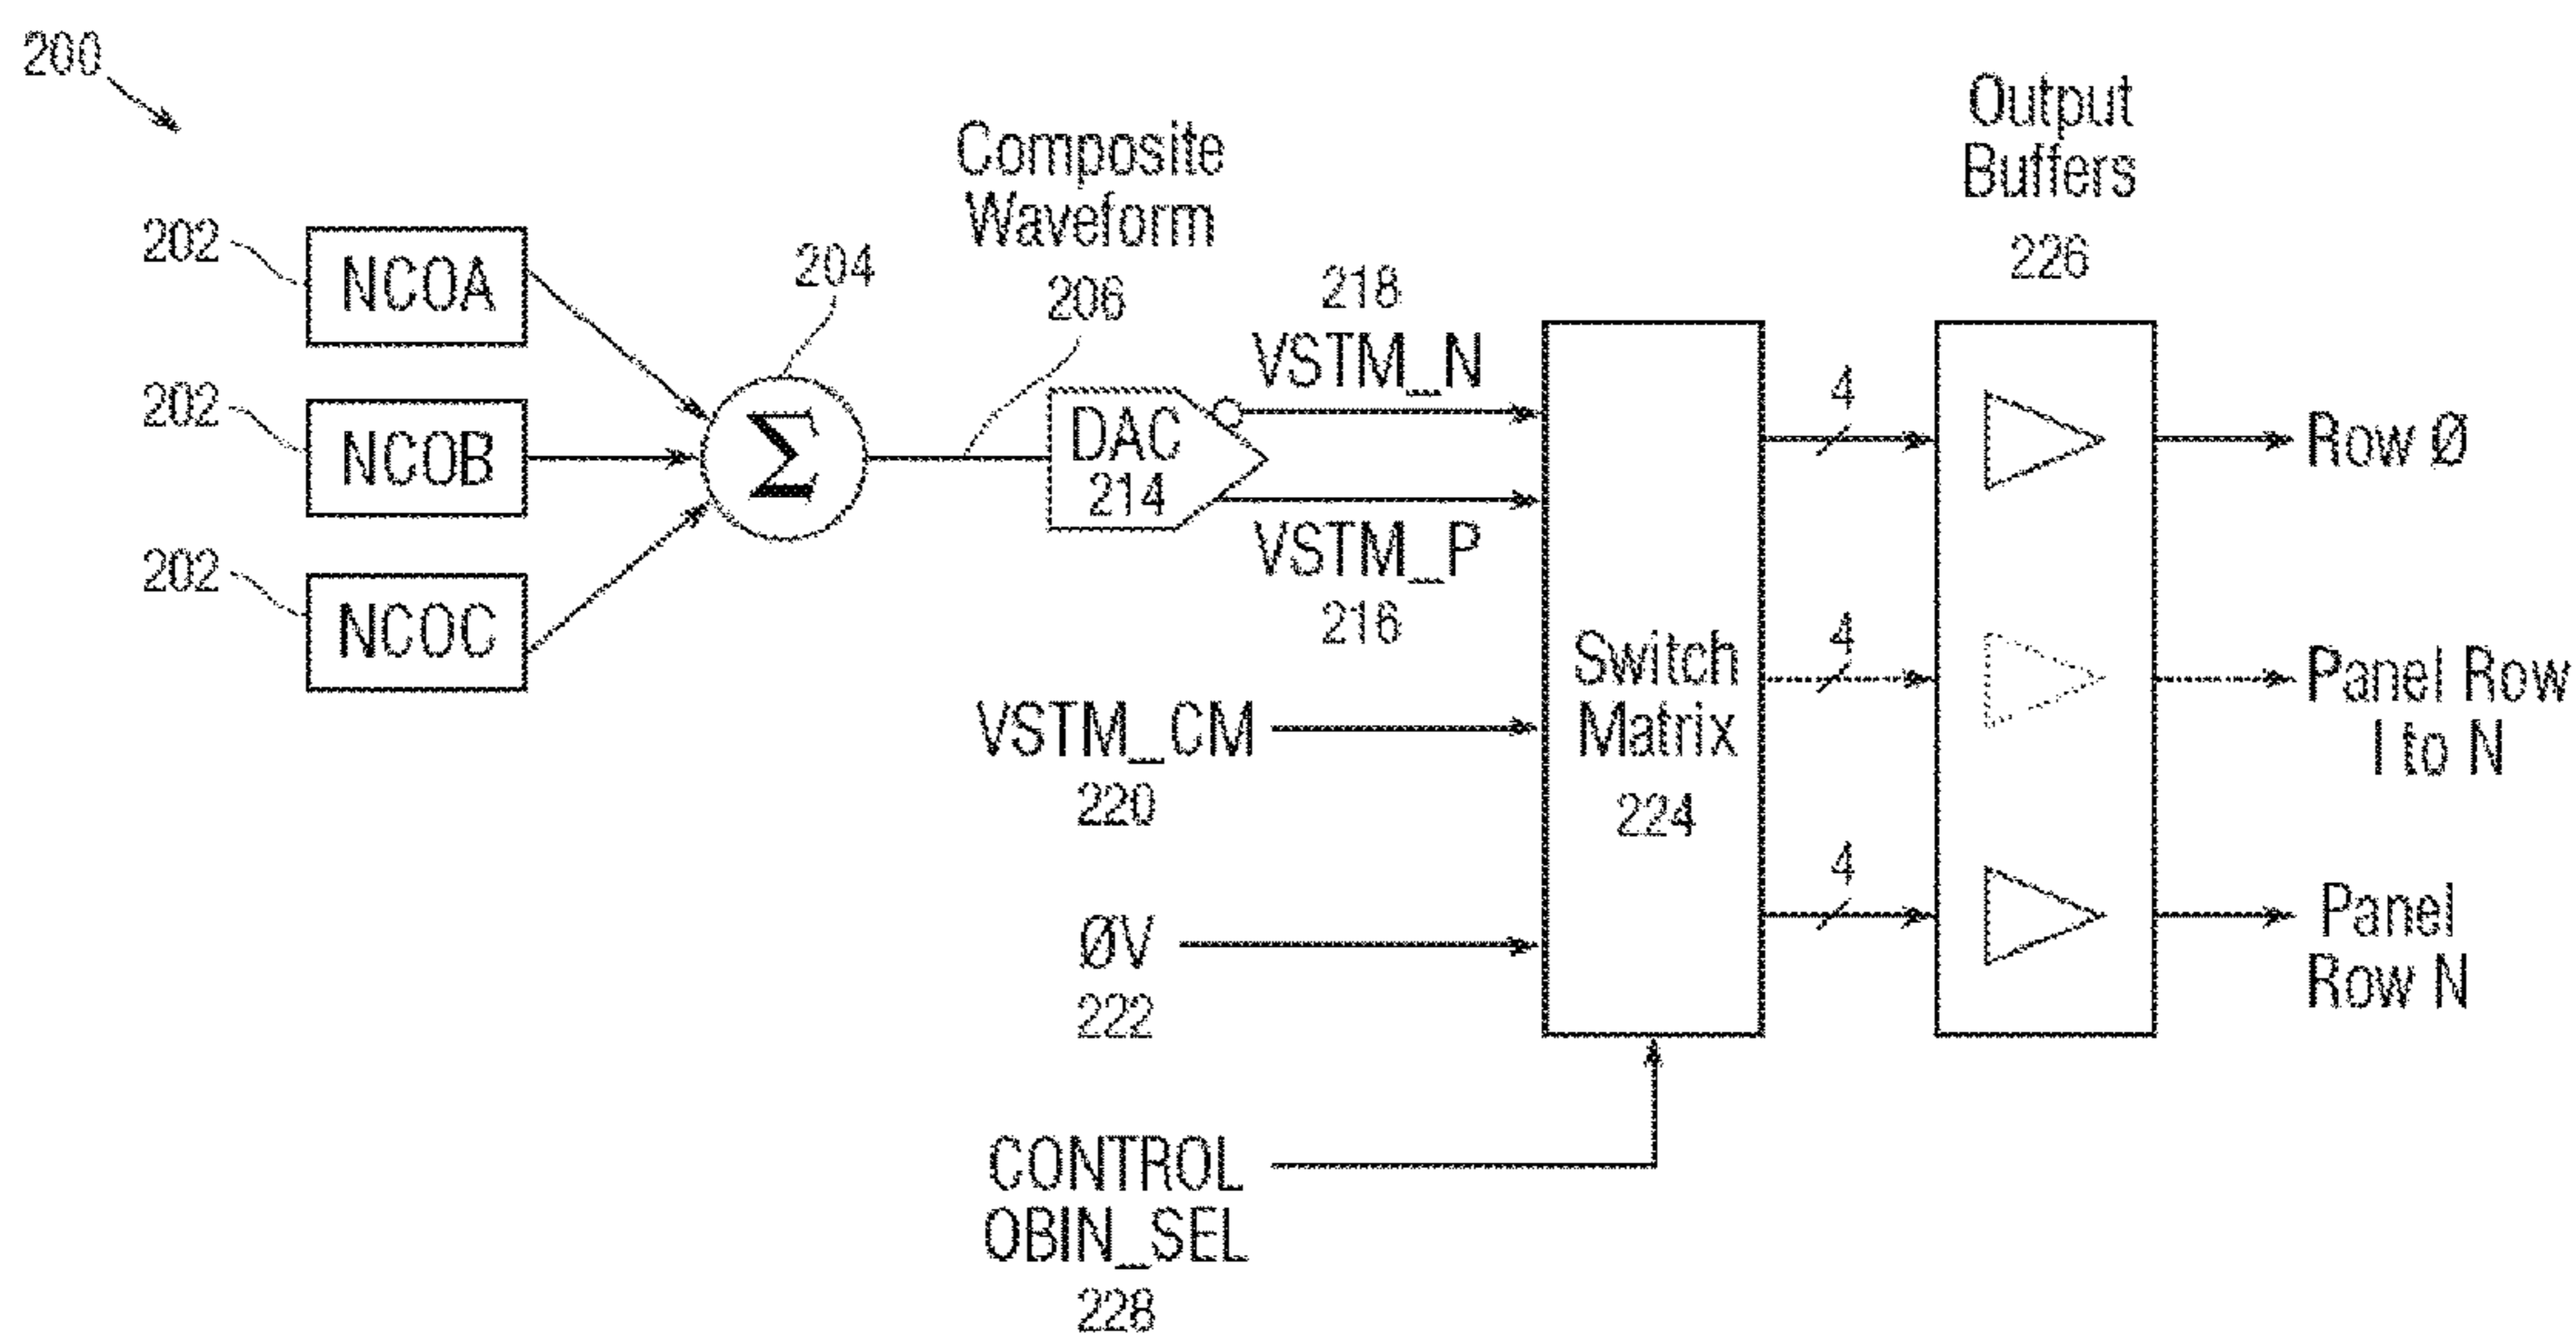 200
202
NCOA
202
NCOB
202
NCOC
204
Σ
Composite
Waveform
206
DAC
214
218
VSTM_N
VSTM_P
216
VSTM_CM
220
ØV
222
CONTROL
OBIN_SEL
228
Switch
Matrix
224
4
4
4
Output
Buffers
226
Row Ø
Panel Row
I to N
Panel
Row N